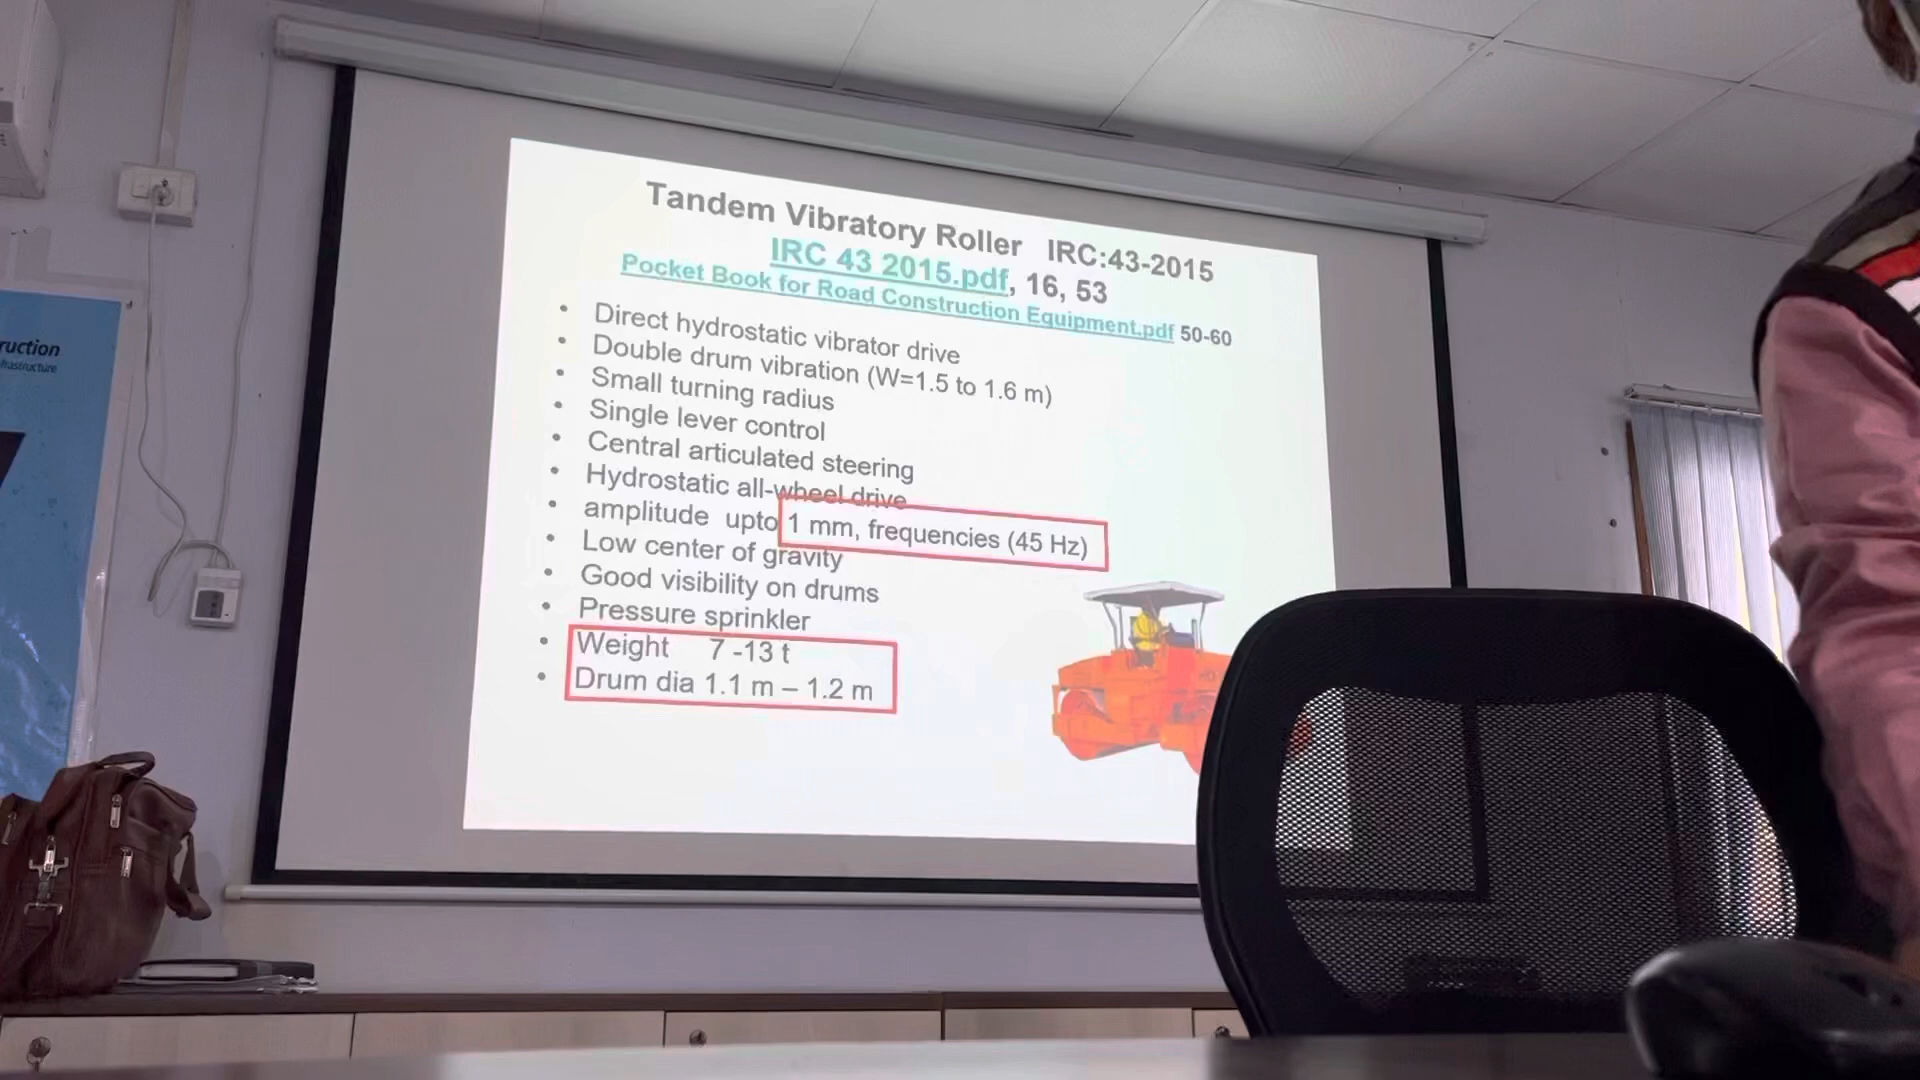 Tandem Vibratory Roller IRC:43-2015
IRC 43 2015.pdf, 16, 53
Pocket Book for Road Construction Equipment.pdf 50-60
• Direct hydrostatic vibrator drive
• Double drum vibration (W=1.5 to 1.6 m)
• Small turning radius
• Single lever control
• Central articulated steering
• Hydrostatic all-wheel drive
• amplitude upto 1 mm, frequencies (45 Hz)
• Low center of gravity
• Good visibility on drums
• Pressure sprinkler
• Weight 7 -13 t
• Drum dia 1.1 m – 1.2 m
ruction
frastructure